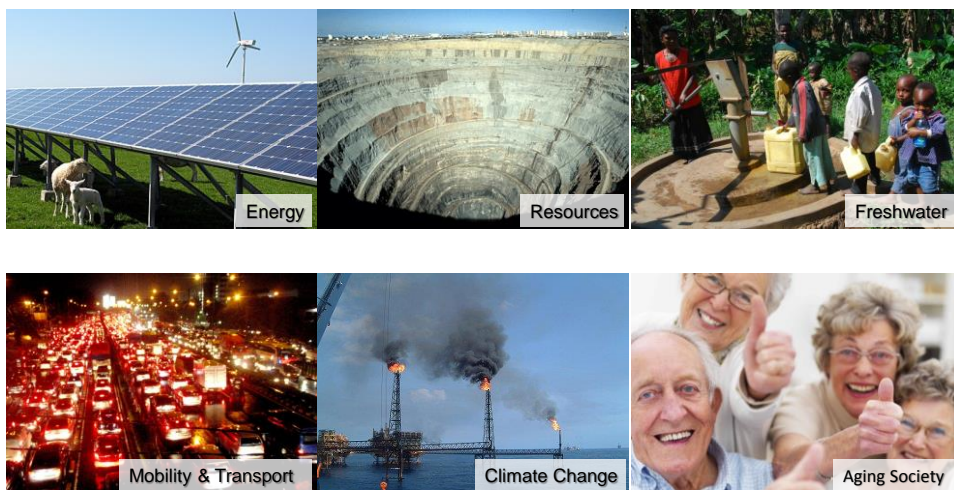 Energy
Resources
Freshwater
Mobility & Transport
Climate Change
Aging Society